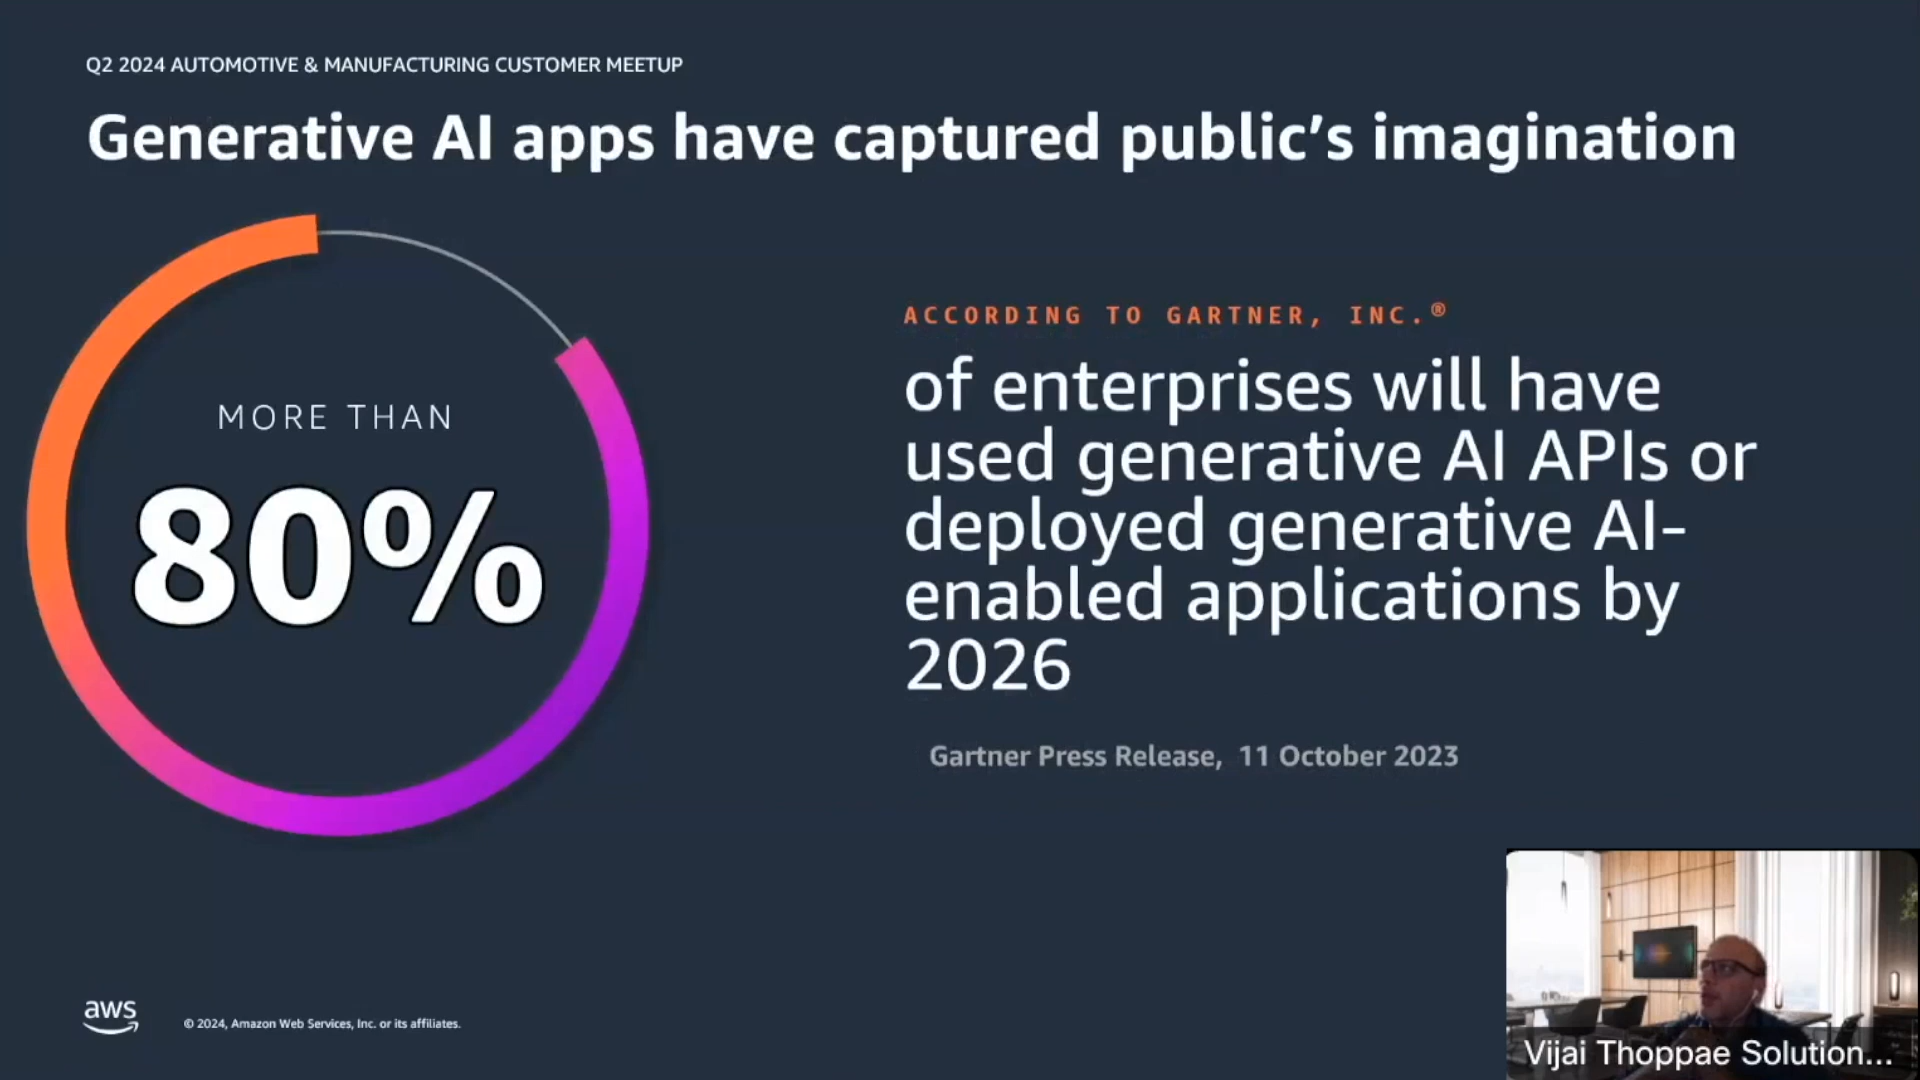 Q2 2024 AUTOMOTIVE & MANUFACTURING CUSTOMER MEETUP
Generative AI apps have captured public’s imagination
MORE THAN
80%
ACCORDING TO GARTNER, INC.®
of enterprises will have
used generative AI APIs or
deployed generative AI-
enabled applications by
2026
Gartner Press Release, 11 October 2023
aws
© 2024, Amazon Web Services, Inc. or its affiliates.
Vijai Thoppae Solution...